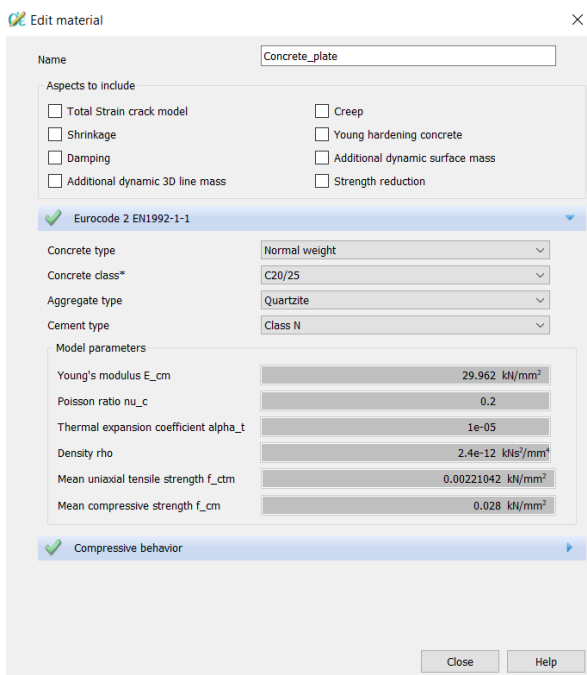 Edit material
Name Concrete_plate
Aspects to include
Total Strain crack model Creep
Shrinkage Young hardening concrete
Damping Additional dynamic surface mass
Additional dynamic 3D line mass Strength reduction
Eurocode 2 EN1992-1-1
Concrete type Normal weight
Concrete class* C20/25
Aggregate type Quartzite
Cement type Class N
Model parameters
Young's modulus E_cm 29.962 kN/mm²
Poisson ratio nu_c 0.2
Thermal expansion coefficient alpha_t 1e-05
Density rho 2.4e-12 kNs²/mm⁴
Mean uniaxial tensile strength f_ctm 0.00221042 kN/mm²
Mean compressive strength f_cm 0.028 kN/mm²
Compressive behavior
Close Help